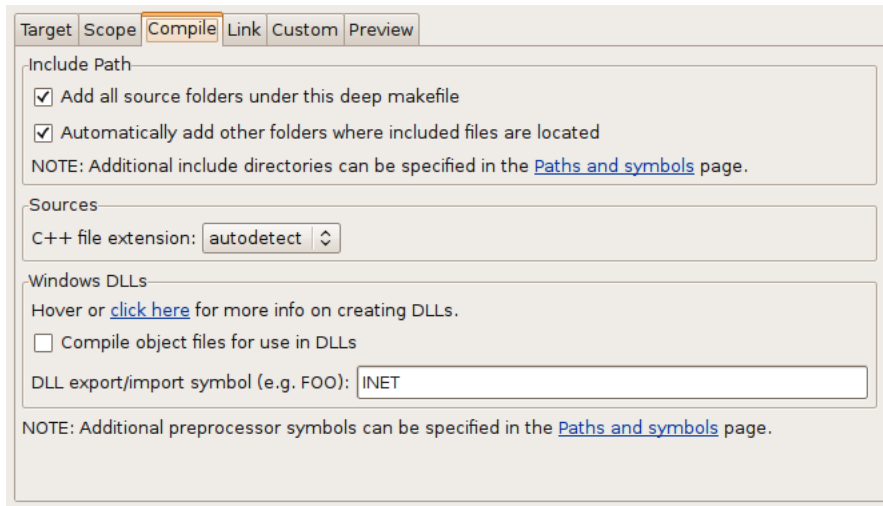 Target Scope Compile Link Custom Preview
Include Path
Add all source folders under this deep makefile
Automatically add other folders where included files are located
NOTE: Additional include directories can be specified in the Paths and symbols page.
Sources
C++ file extension: autodetect
Windows DLLs
Hover or click here for more info on creating DLLs.
Compile object files for use in DLLs
DLL export/import symbol (e.g. FOO): INET
NOTE: Additional preprocessor symbols can be specified in the Paths and symbols page.